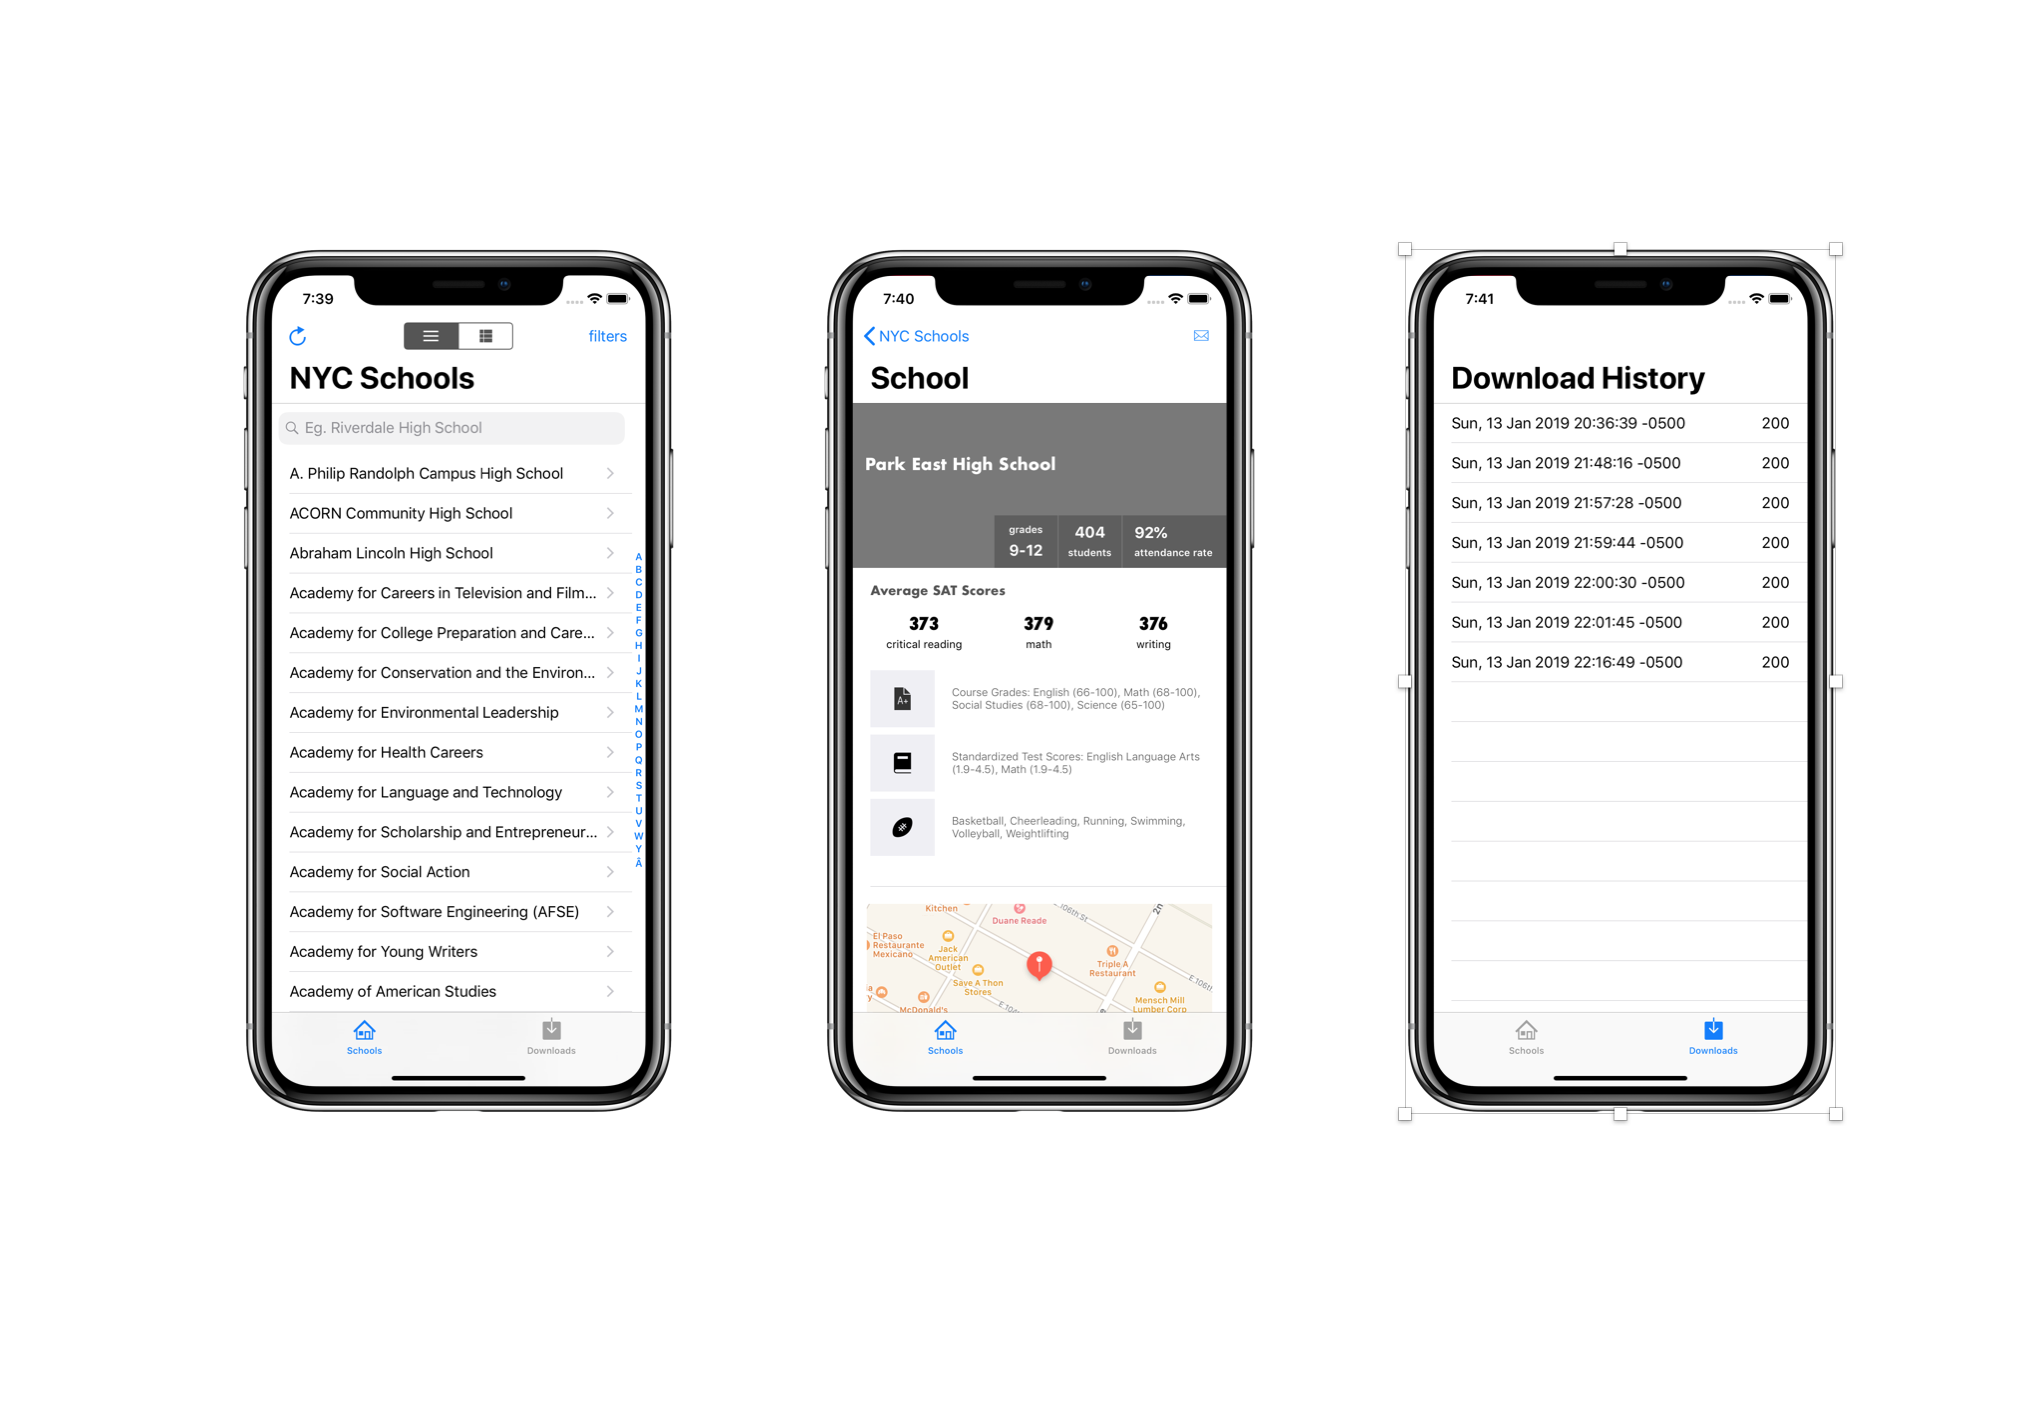 7:39
filters
NYC Schools
Eg. Riverdale High School
A. Philip Randolph Campus High School
ACORN Community High School
Abraham Lincoln High School
Academy for Careers in Television and Film...
Academy for College Preparation and Care...
Academy for Conservation and the Environ...
Academy for Environmental Leadership
Academy for Health Careers
Academy for Language and Technology
Academy for Scholarship and Entrepreneur...
Academy for Social Action
Academy for Software Engineering (AFSE)
Academy for Young Writers
Academy of American Studies
A
B
C
D
E
F
G
H
I
J
K
L
M
N
O
P
Q
R
S
T
U
V
W
Y
Â
Schools
Downloads
7:40
NYC Schools
School
Park East High School
grades
9-12
404
students
92%
attendance rate
Average SAT Scores
373
critical reading
379
math
376
writing
A+
Course Grades: English (66-100), Math (68-100),
Social Studies (68-100), Science (65-100)
Standardized Test Scores: English Language Arts
(1.9-4.5), Math (1.9-4.5)
Basketball, Cheerleading, Running, Swimming,
Volleyball, Weightlifting
Kitchen
Duane Reade
E.106th St
2n
El Paso
Restaurante
Mexicano
Jack
American
Outlet
Save A Thon
Stores
Triple A
Restaurant
E.106th
Mensch Mill
Lumber Corp
McDonald's
E.106
Schools
Downloads
7:41
Download History
Sun, 13 Jan 2019 20:36:39 -0500 200
Sun, 13 Jan 2019 21:48:16 -0500 200
Sun, 13 Jan 2019 21:57:28 -0500 200
Sun, 13 Jan 2019 21:59:44 -0500 200
Sun, 13 Jan 2019 22:00:30 -0500 200
Sun, 13 Jan 2019 22:01:45 -0500 200
Sun, 13 Jan 2019 22:16:49 -0500 200
Schools
Downloads